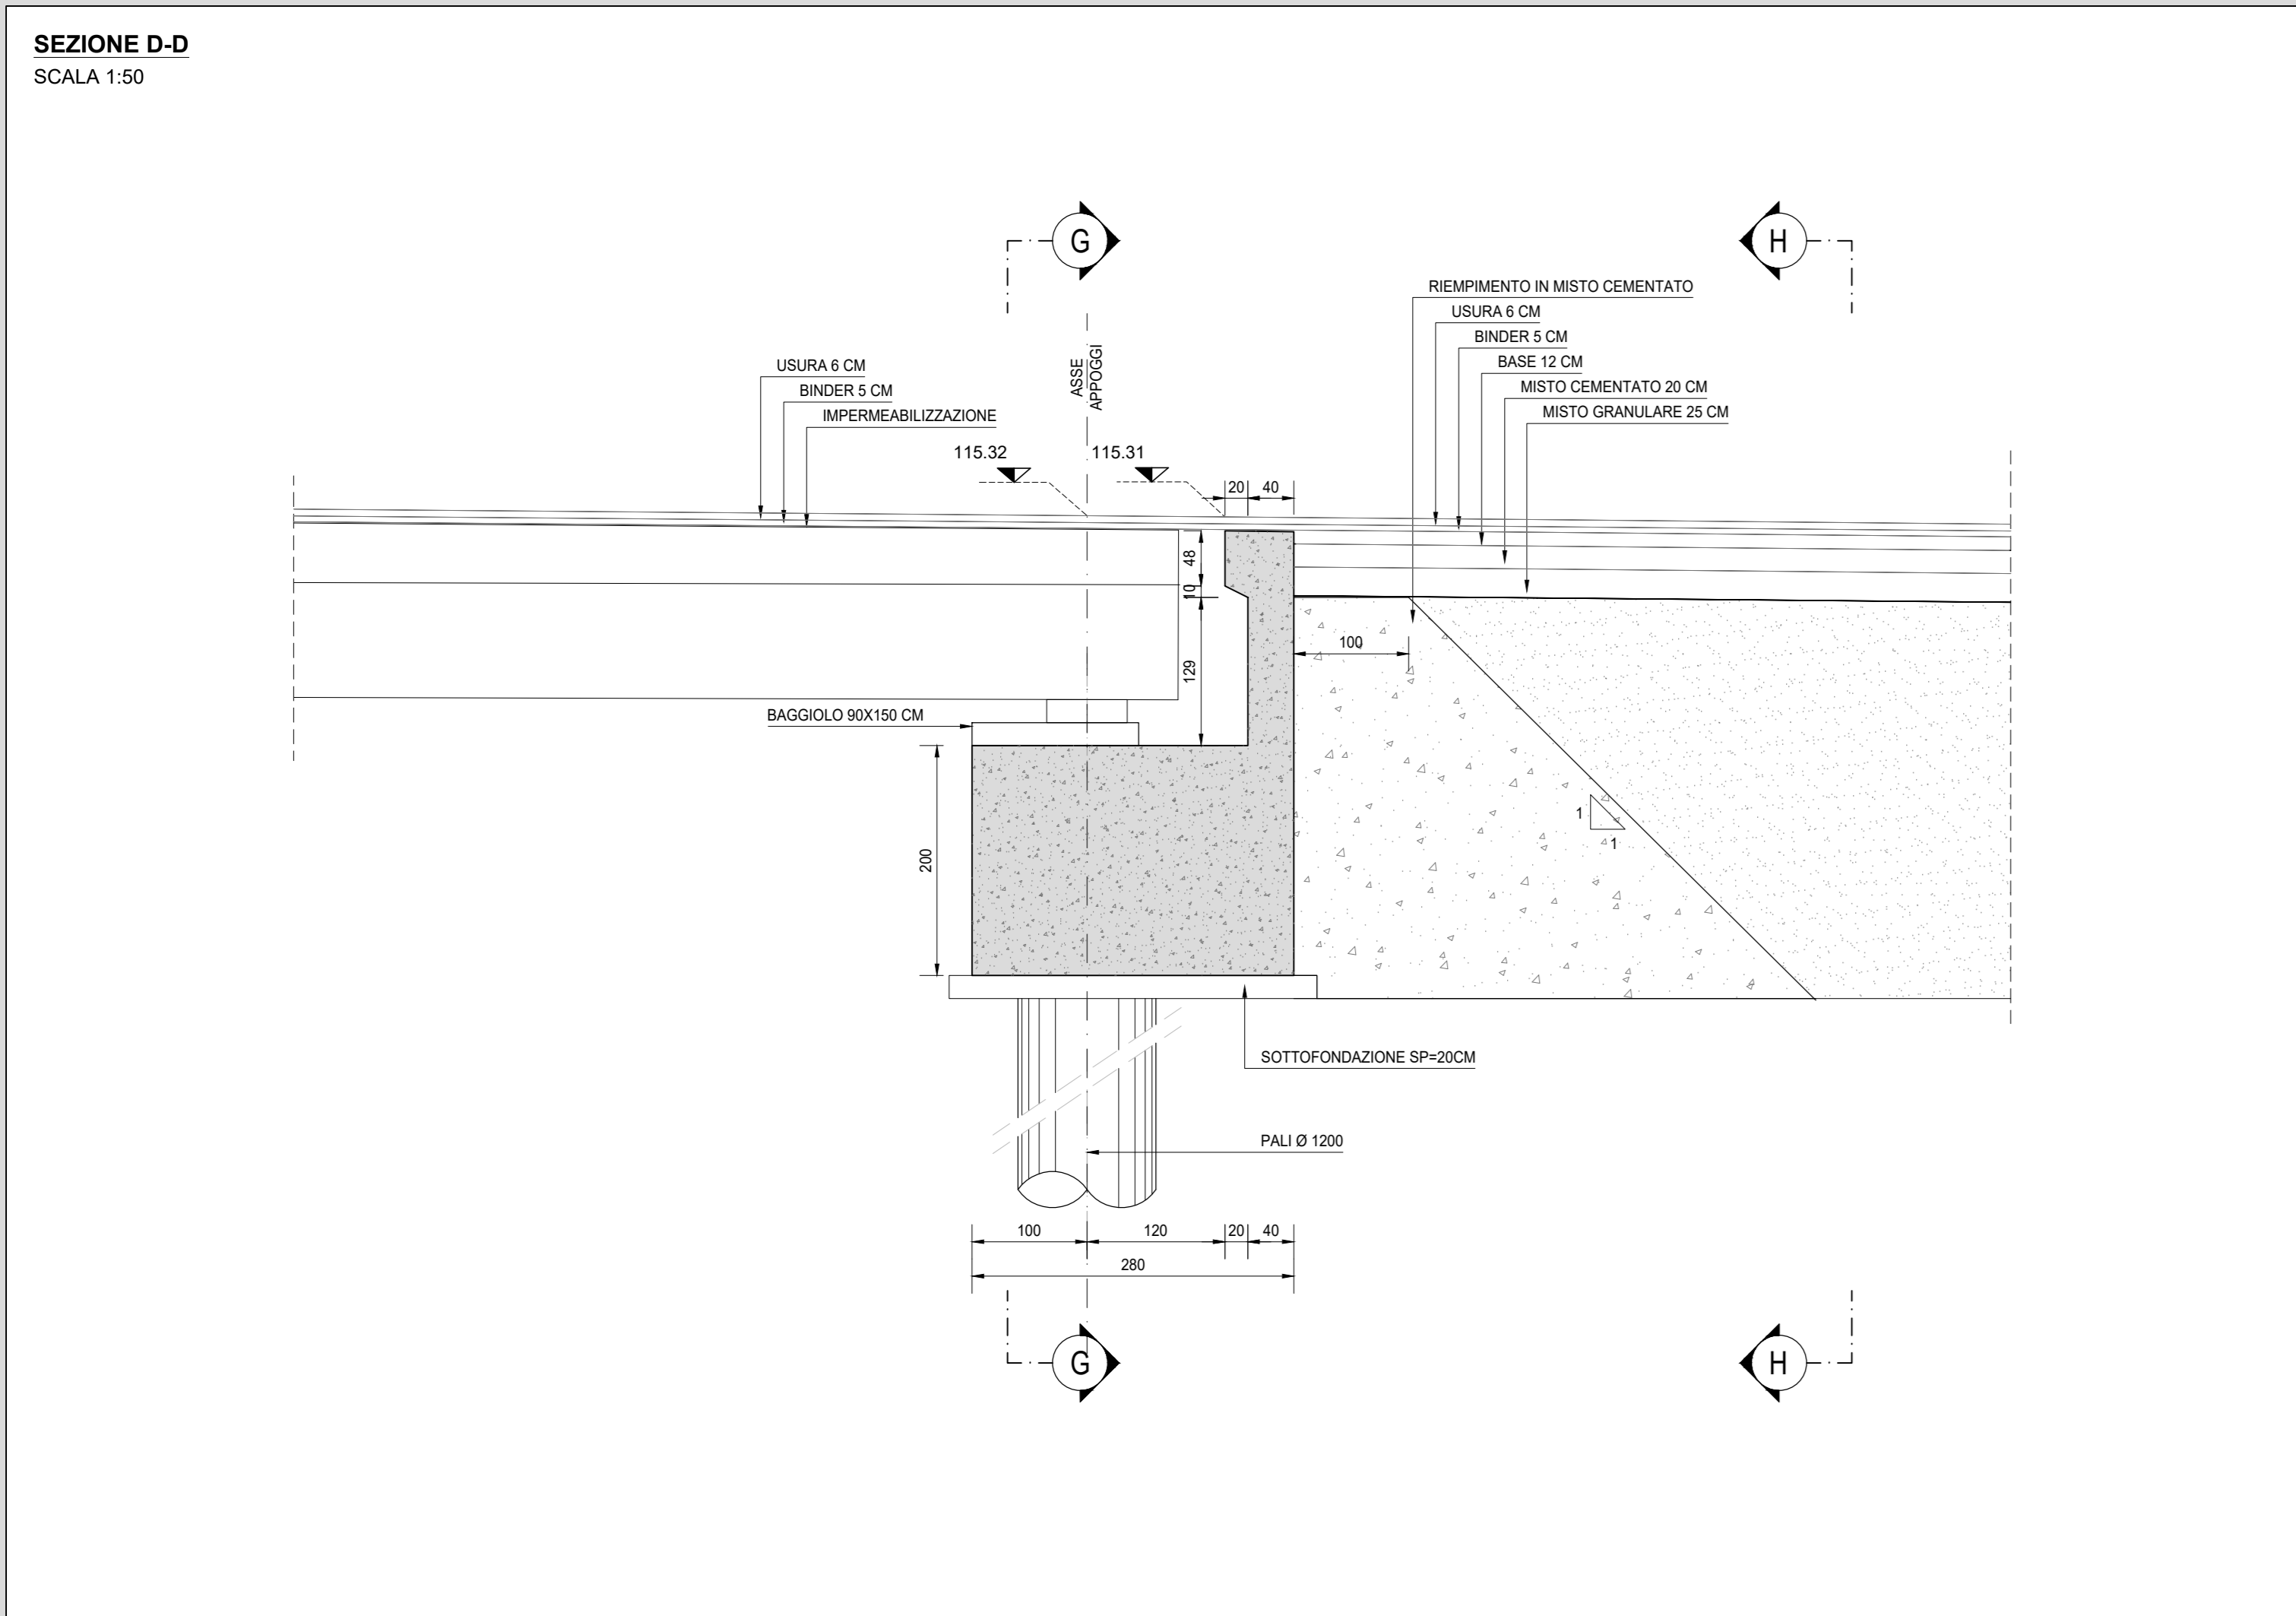 SEZIONE D-D
SCALA 1:50
G
H
RIEMPIMENTO IN MISTO CEMENTATO
USURA 6 CM
BINDER 5 CM
BASE 12 CM
MISTO CEMENTATO 20 CM
MISTO GRANULARE 25 CM
USURA 6 CM
BINDER 5 CM
IMPERMEABILIZZAZIONE
ASSE
APPOGGI
115.32
115.31
20
40
48
10
129
100
BAGGIOLO 90X150 CM
200
1
1
SOTTOFONDAZIONE SP=20CM
PALI Ø 1200
100
120
20
40
280
G
H